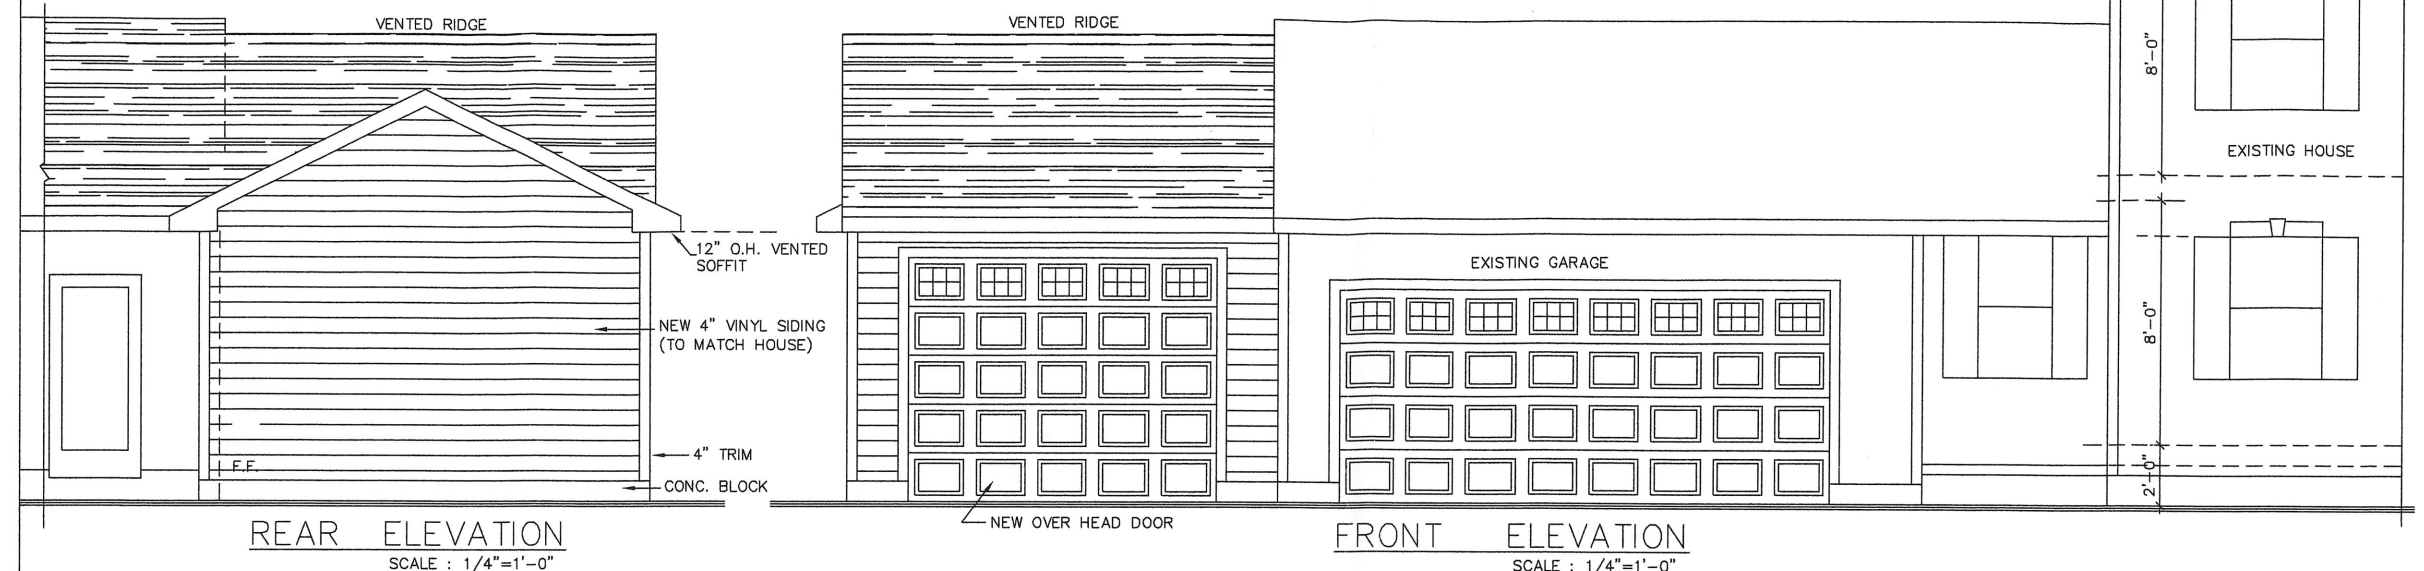 VENTED RIDGE
12" O.H. VENTED
SOFFIT
NEW 4" VINYL SIDING
(TO MATCH HOUSE)
F.F.
4" TRIM
CONC. BLOCK
REAR ELEVATION
SCALE : 1/4"=1'-0"
VENTED RIDGE
EXISTING GARAGE
NEW OVER HEAD DOOR
8'-0"
EXISTING HOUSE
8'-0"
2'-0"
FRONT ELEVATION
SCALE : 1/4"=1'-0"